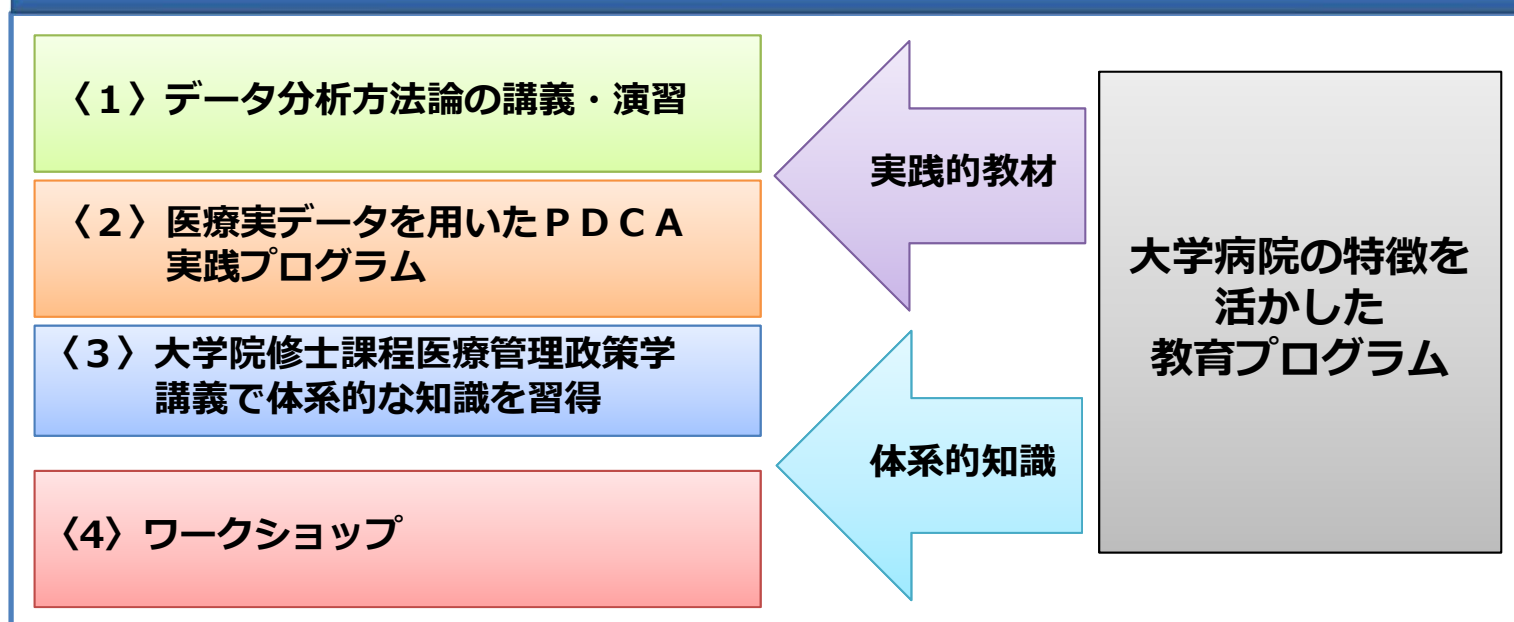 〈１〉データ分析方法論の講義・演習
〈２〉医療実データを用いたＰＤＣＡ
実践プログラム
〈３〉大学院修士課程医療管理政策学
講義で体系的な知識を習得
〈4〉ワークショップ
実践的教材
体系的知識
大学病院の特徴を
活かした
教育プログラム